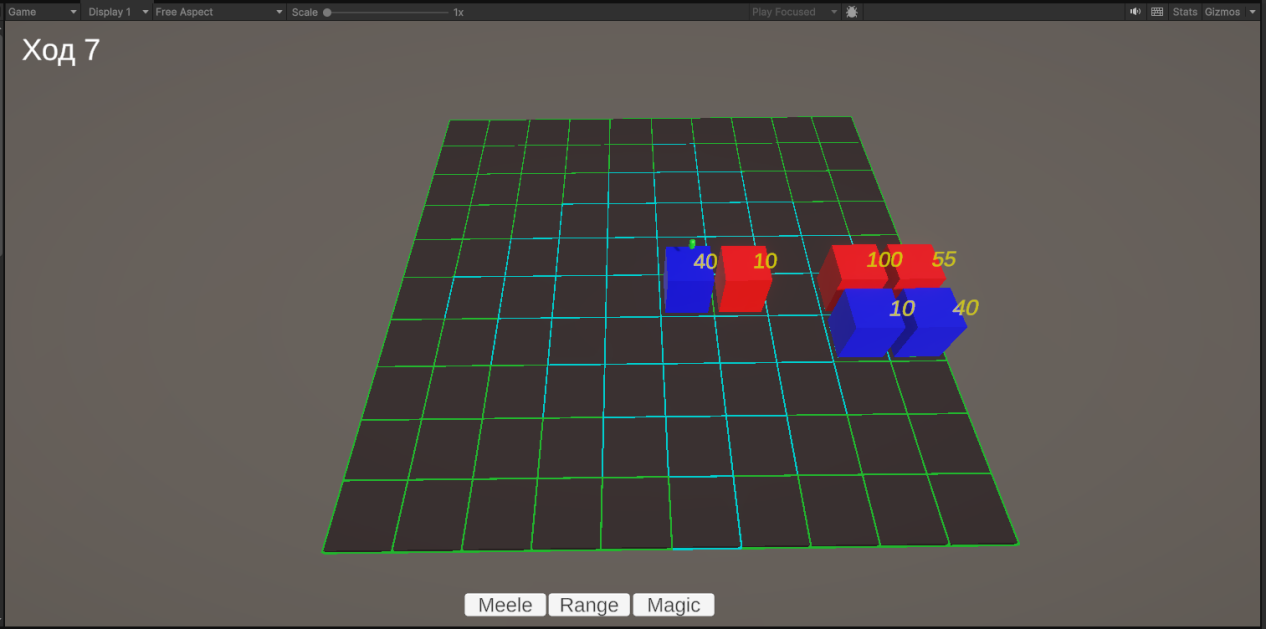 Game Display 1 Free Aspect Scale 1x Play Focused Stats Gizmos
Ход 7
40 10 100 55
10 40
Meele Range Magic